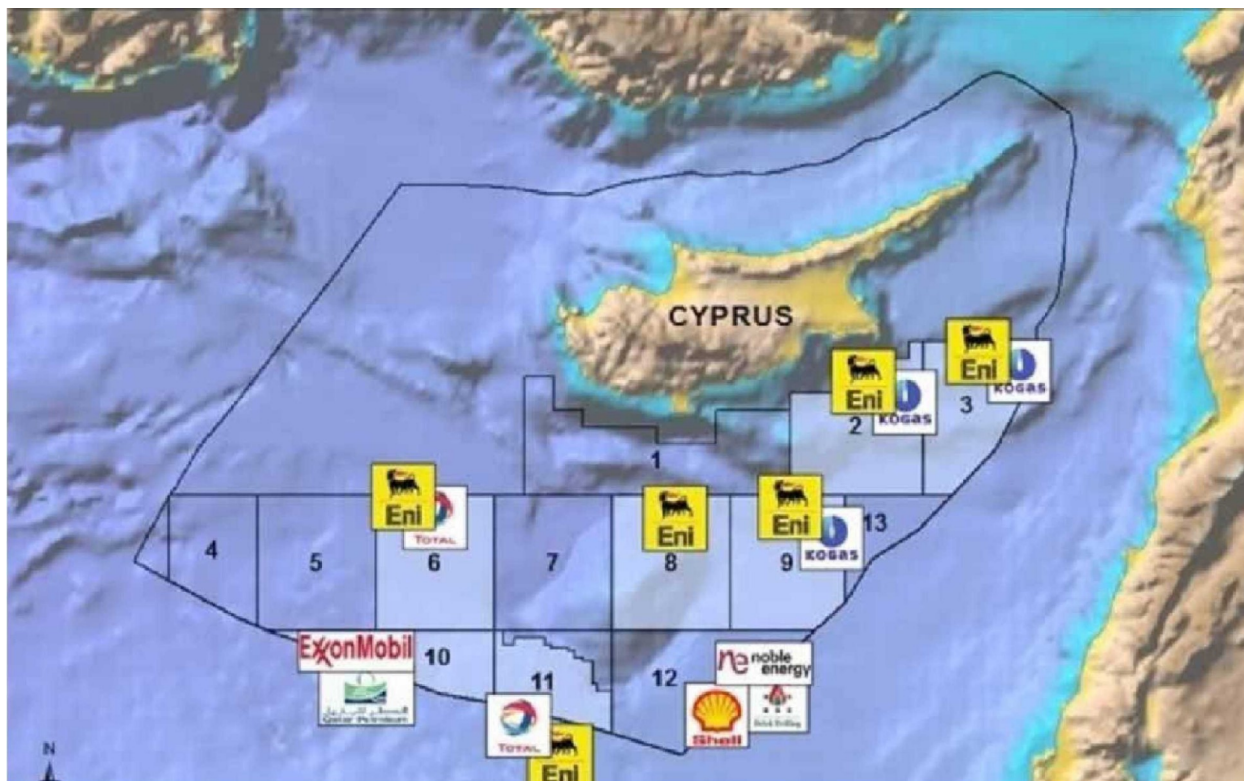 CYPRUS
Eni
KOGAS
3
Eni
KOGAS
2
1
Eni
TOTAL
6
Eni
8
Eni
KOGAS
9
13
4
5
7
ExxonMobil
Qatar Petroleum
10
11
12
noble
energy
Shell
TOTAL
Eni
N